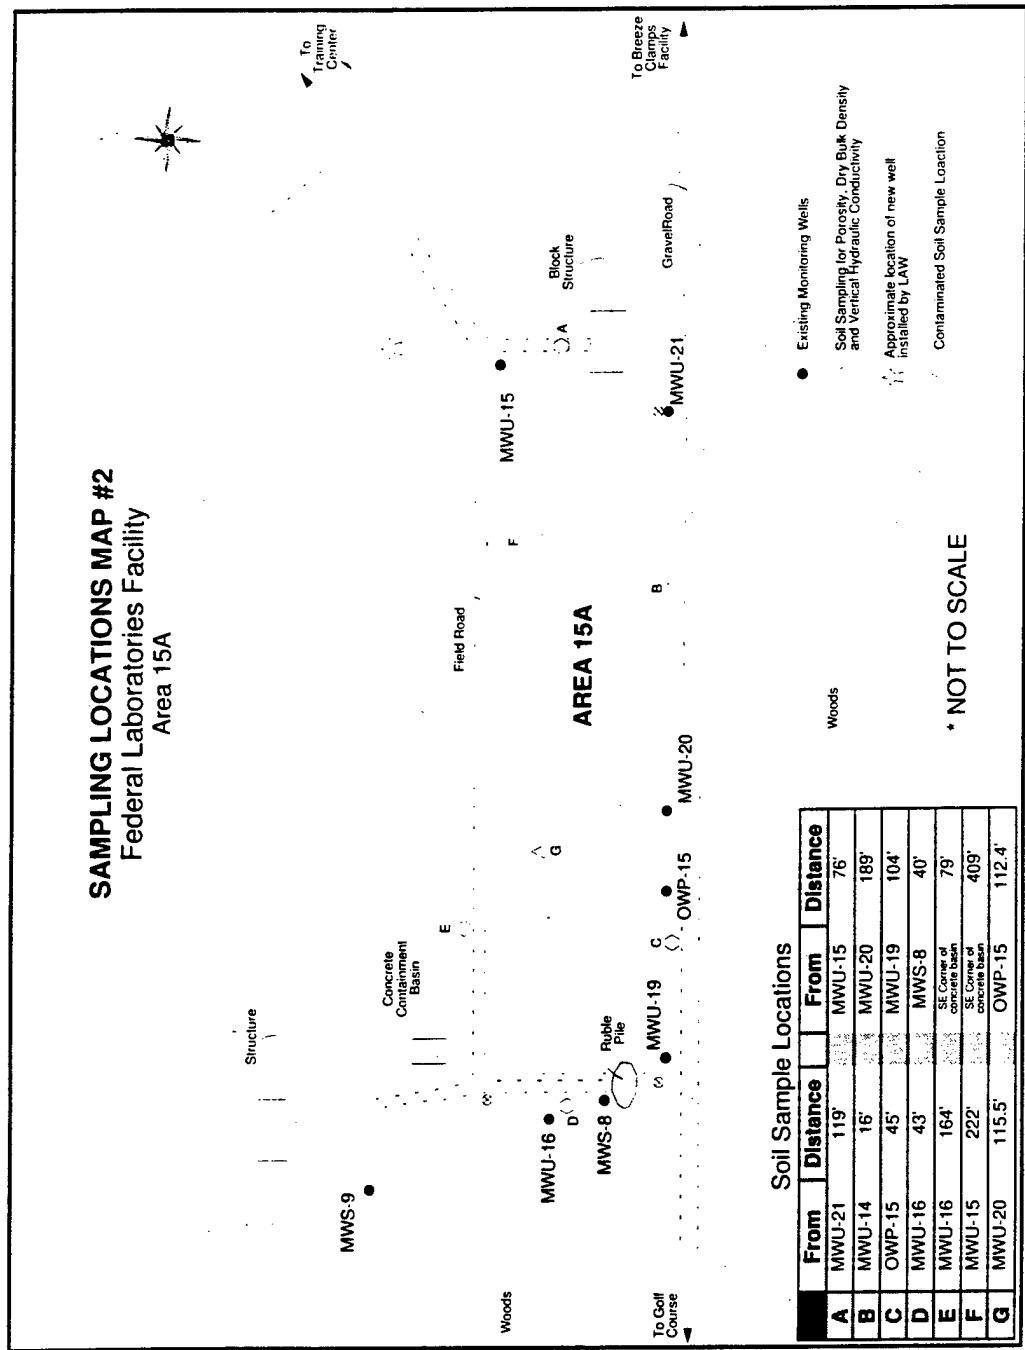 SAMPLING LOCATIONS MAP #2
Federal Laboratories Facility
Area 15A
To
Training
Center
To Breeze
Clamps
Facility
Structure
Concrete
Containment
Basin
E
Field Road
F
Block
Structure
A
MWS-9
MWU-15
Woods
MWU-16
D
G
AREA 15A
MWS-8
Ruble
Pile
MWU-19
C
OWP-15
MWU-20
B
MWU-21
GravelRoad
To Golf
Course
Woods
* NOT TO SCALE
Existing Monitoring Wells
Soil Sampling for Porosity, Dry Bulk Density
and Vertical Hydraulic Conductivity
Approximate location of new well
installed by LAW
Contaminated Soil Sample Loaction
Soil Sample Locations
From Distance From Distance
A MWU-21 119' MWU-15 76'
B MWU-14 16' MWU-20 189'
C OWP-15 45' MWU-19 104'
D MWU-16 43' MWS-8 40'
E MWU-16 164' SE Corner of concrete basin 79'
F MWU-15 222' SE Corner of concrete basin 409'
G MWU-20 115.5' OWP-15 112.4'